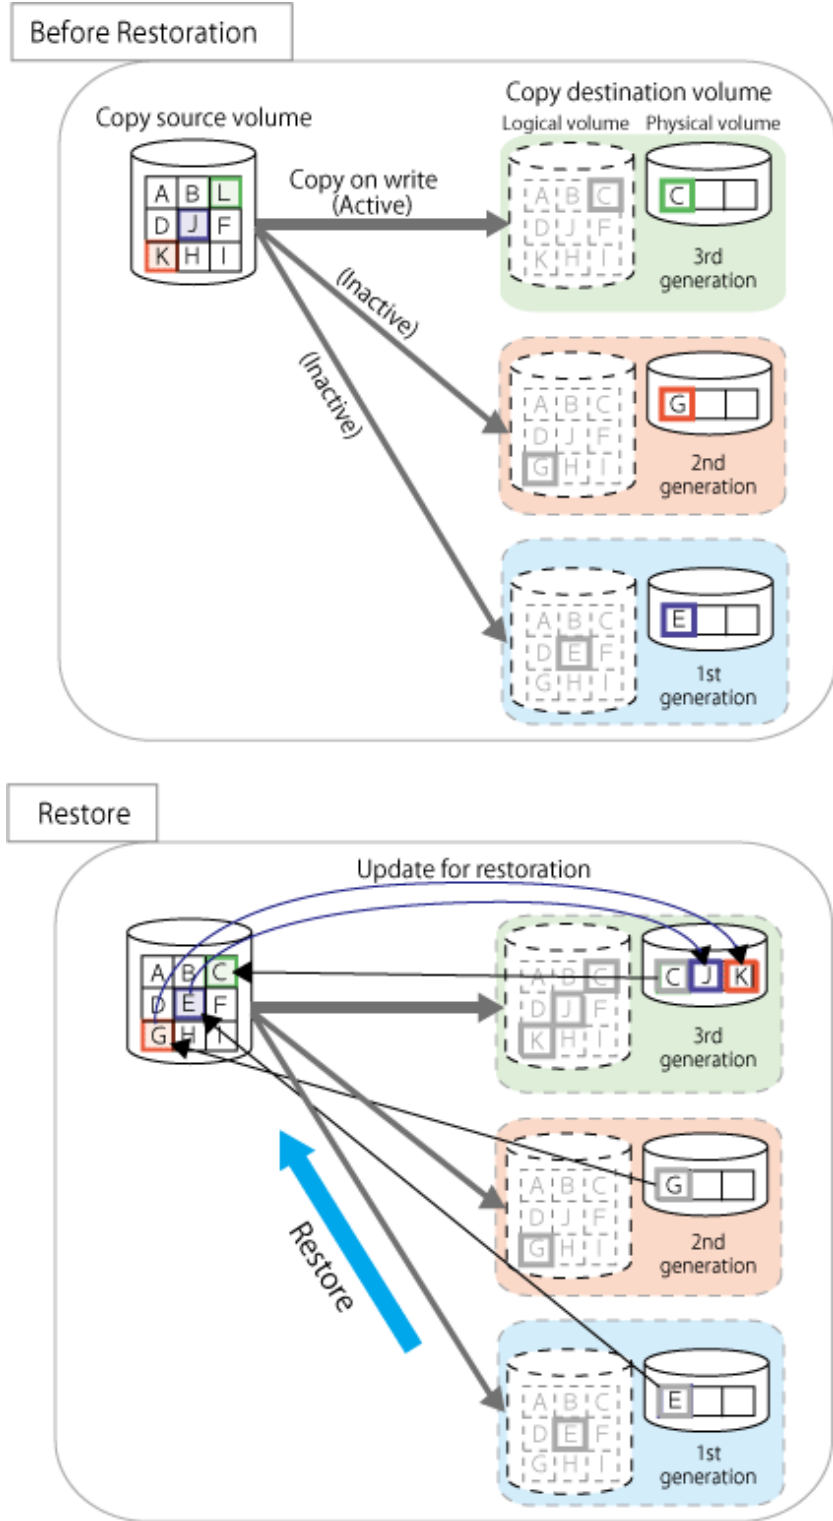 Before Restoration
Copy source volume
Copy destination volume
Logical volume Physical volume
A B L
D J F
K H I
Copy on write
(Active)
(Inactive)
(Inactive)
A B C
D J F
K H I
C
3rd
generation
A B C
D J F
G H I
G
2nd
generation
A B C
D E F
G H I
E
1st
generation
Restore
Update for restoration
A B C
D E F
G H I
A B C
D J F
K H I
C J K
3rd
generation
A B C
D J F
G H I
G
2nd
generation
Restore
A B C
D E F
G H I
E
1st
generation